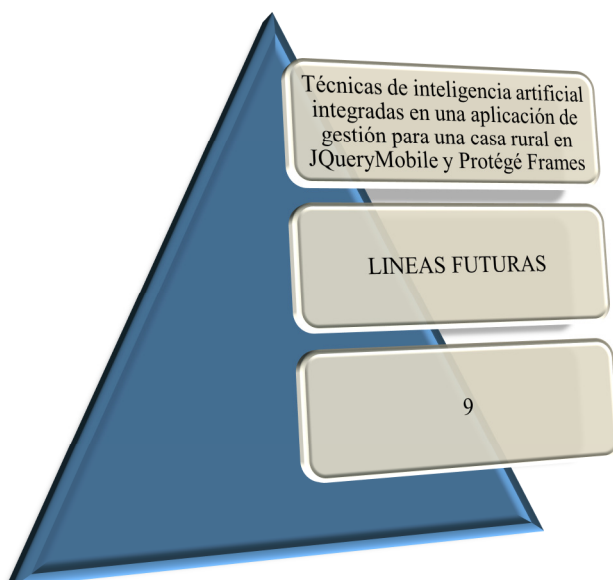 Técnicas de inteligencia artificial
integradas en una aplicación de
gestión para una casa rural en
JQueryMobile y Protégé Frames
LINEAS FUTURAS
9